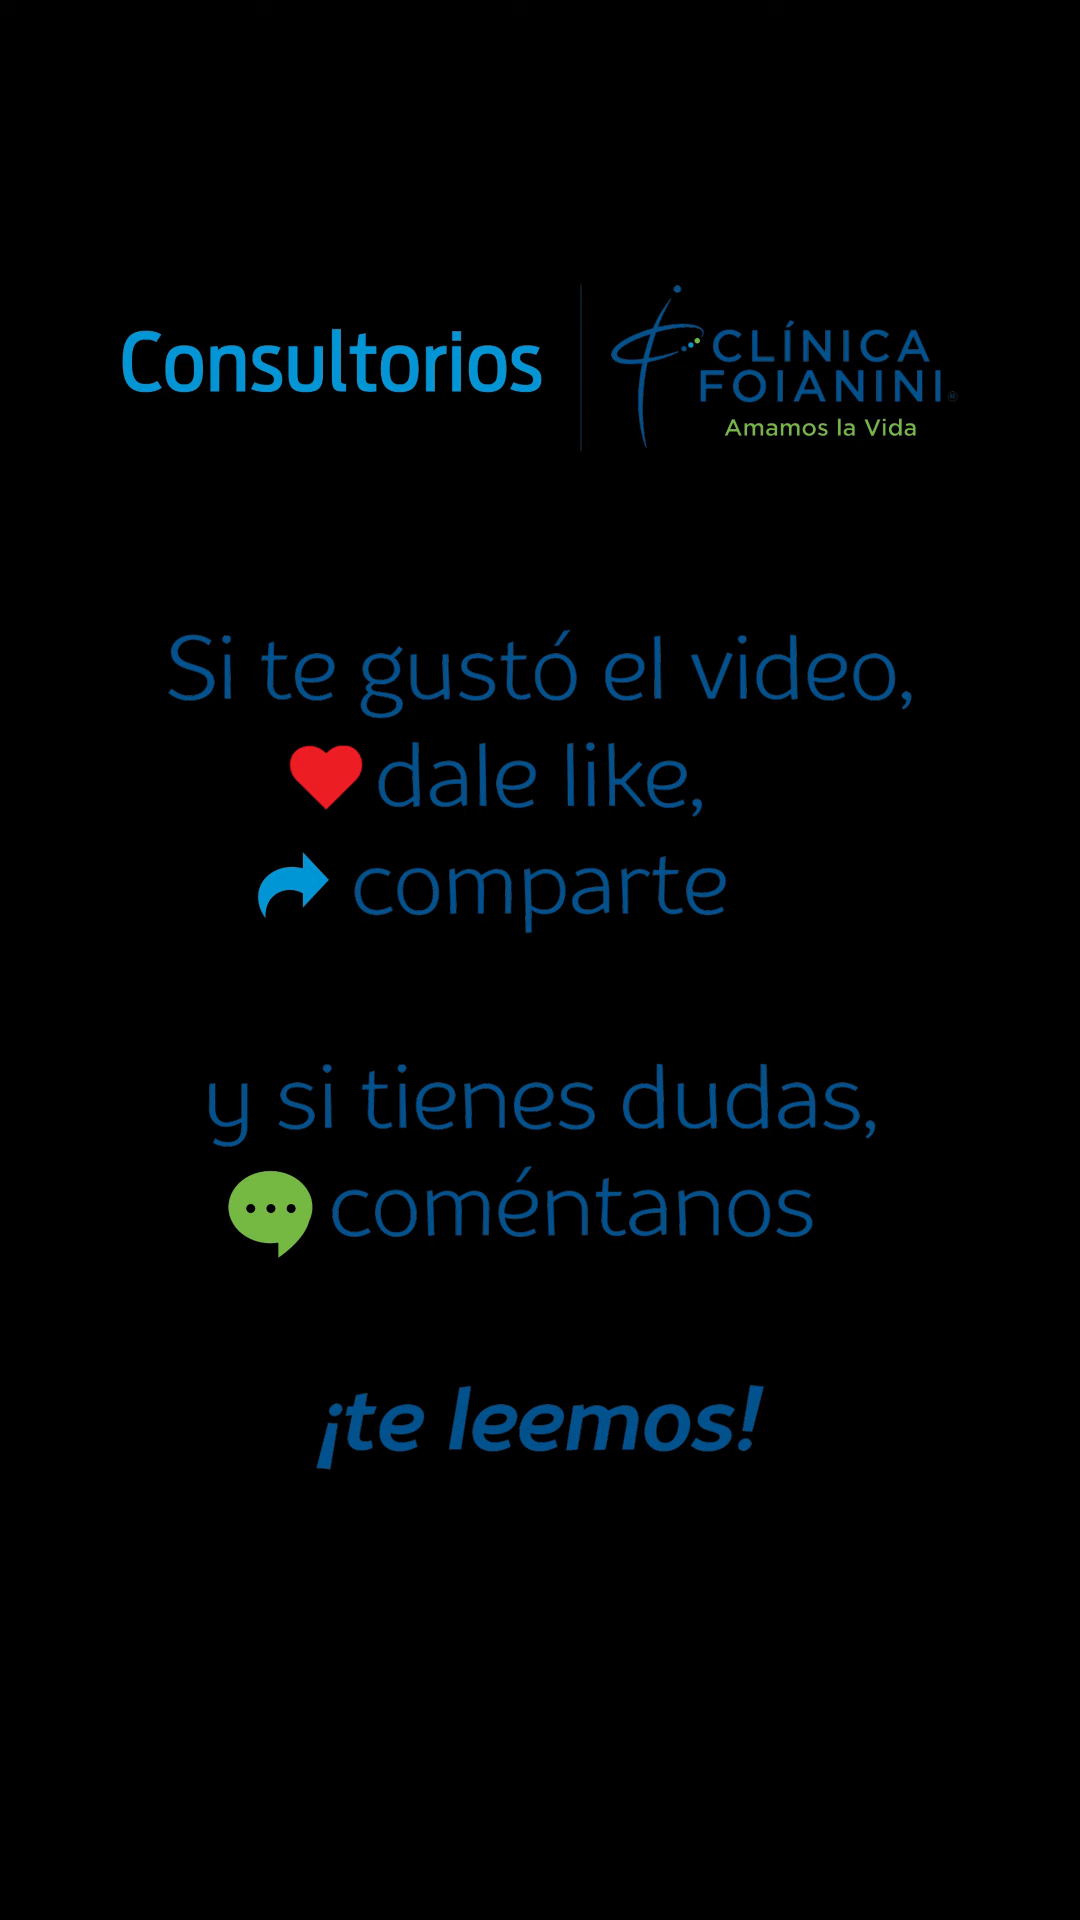 Consultorios
CLÍNICA
FOIANINI®
Amamos la Vida
Si te gustó el video,
dale like,
comparte
y si tienes dudas,
coméntanos
¡te leemos!